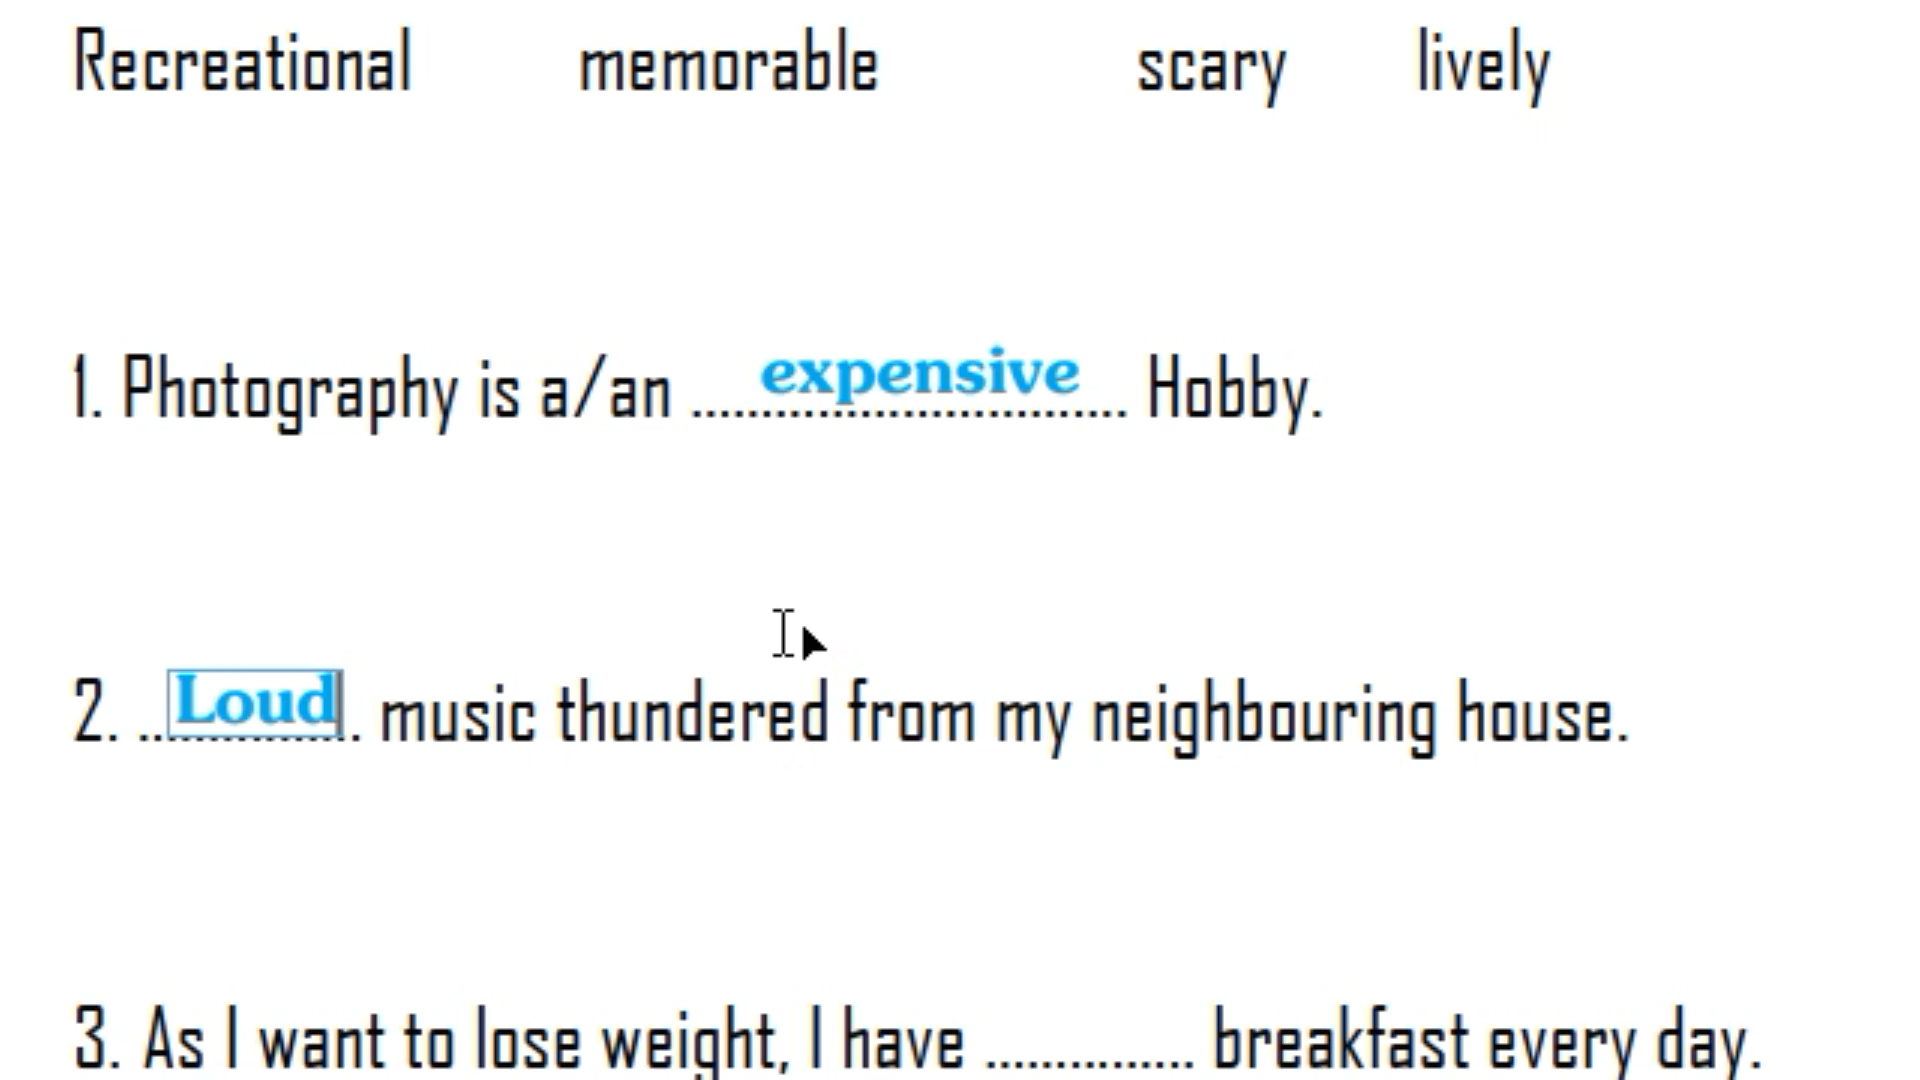 Recreational memorable scary lively
1. Photography is a/an ...expensive... Hobby.
2. ..Loud.. music thundered from my neighbouring house.
3. As I want to lose weight, I have ............... breakfast every day.